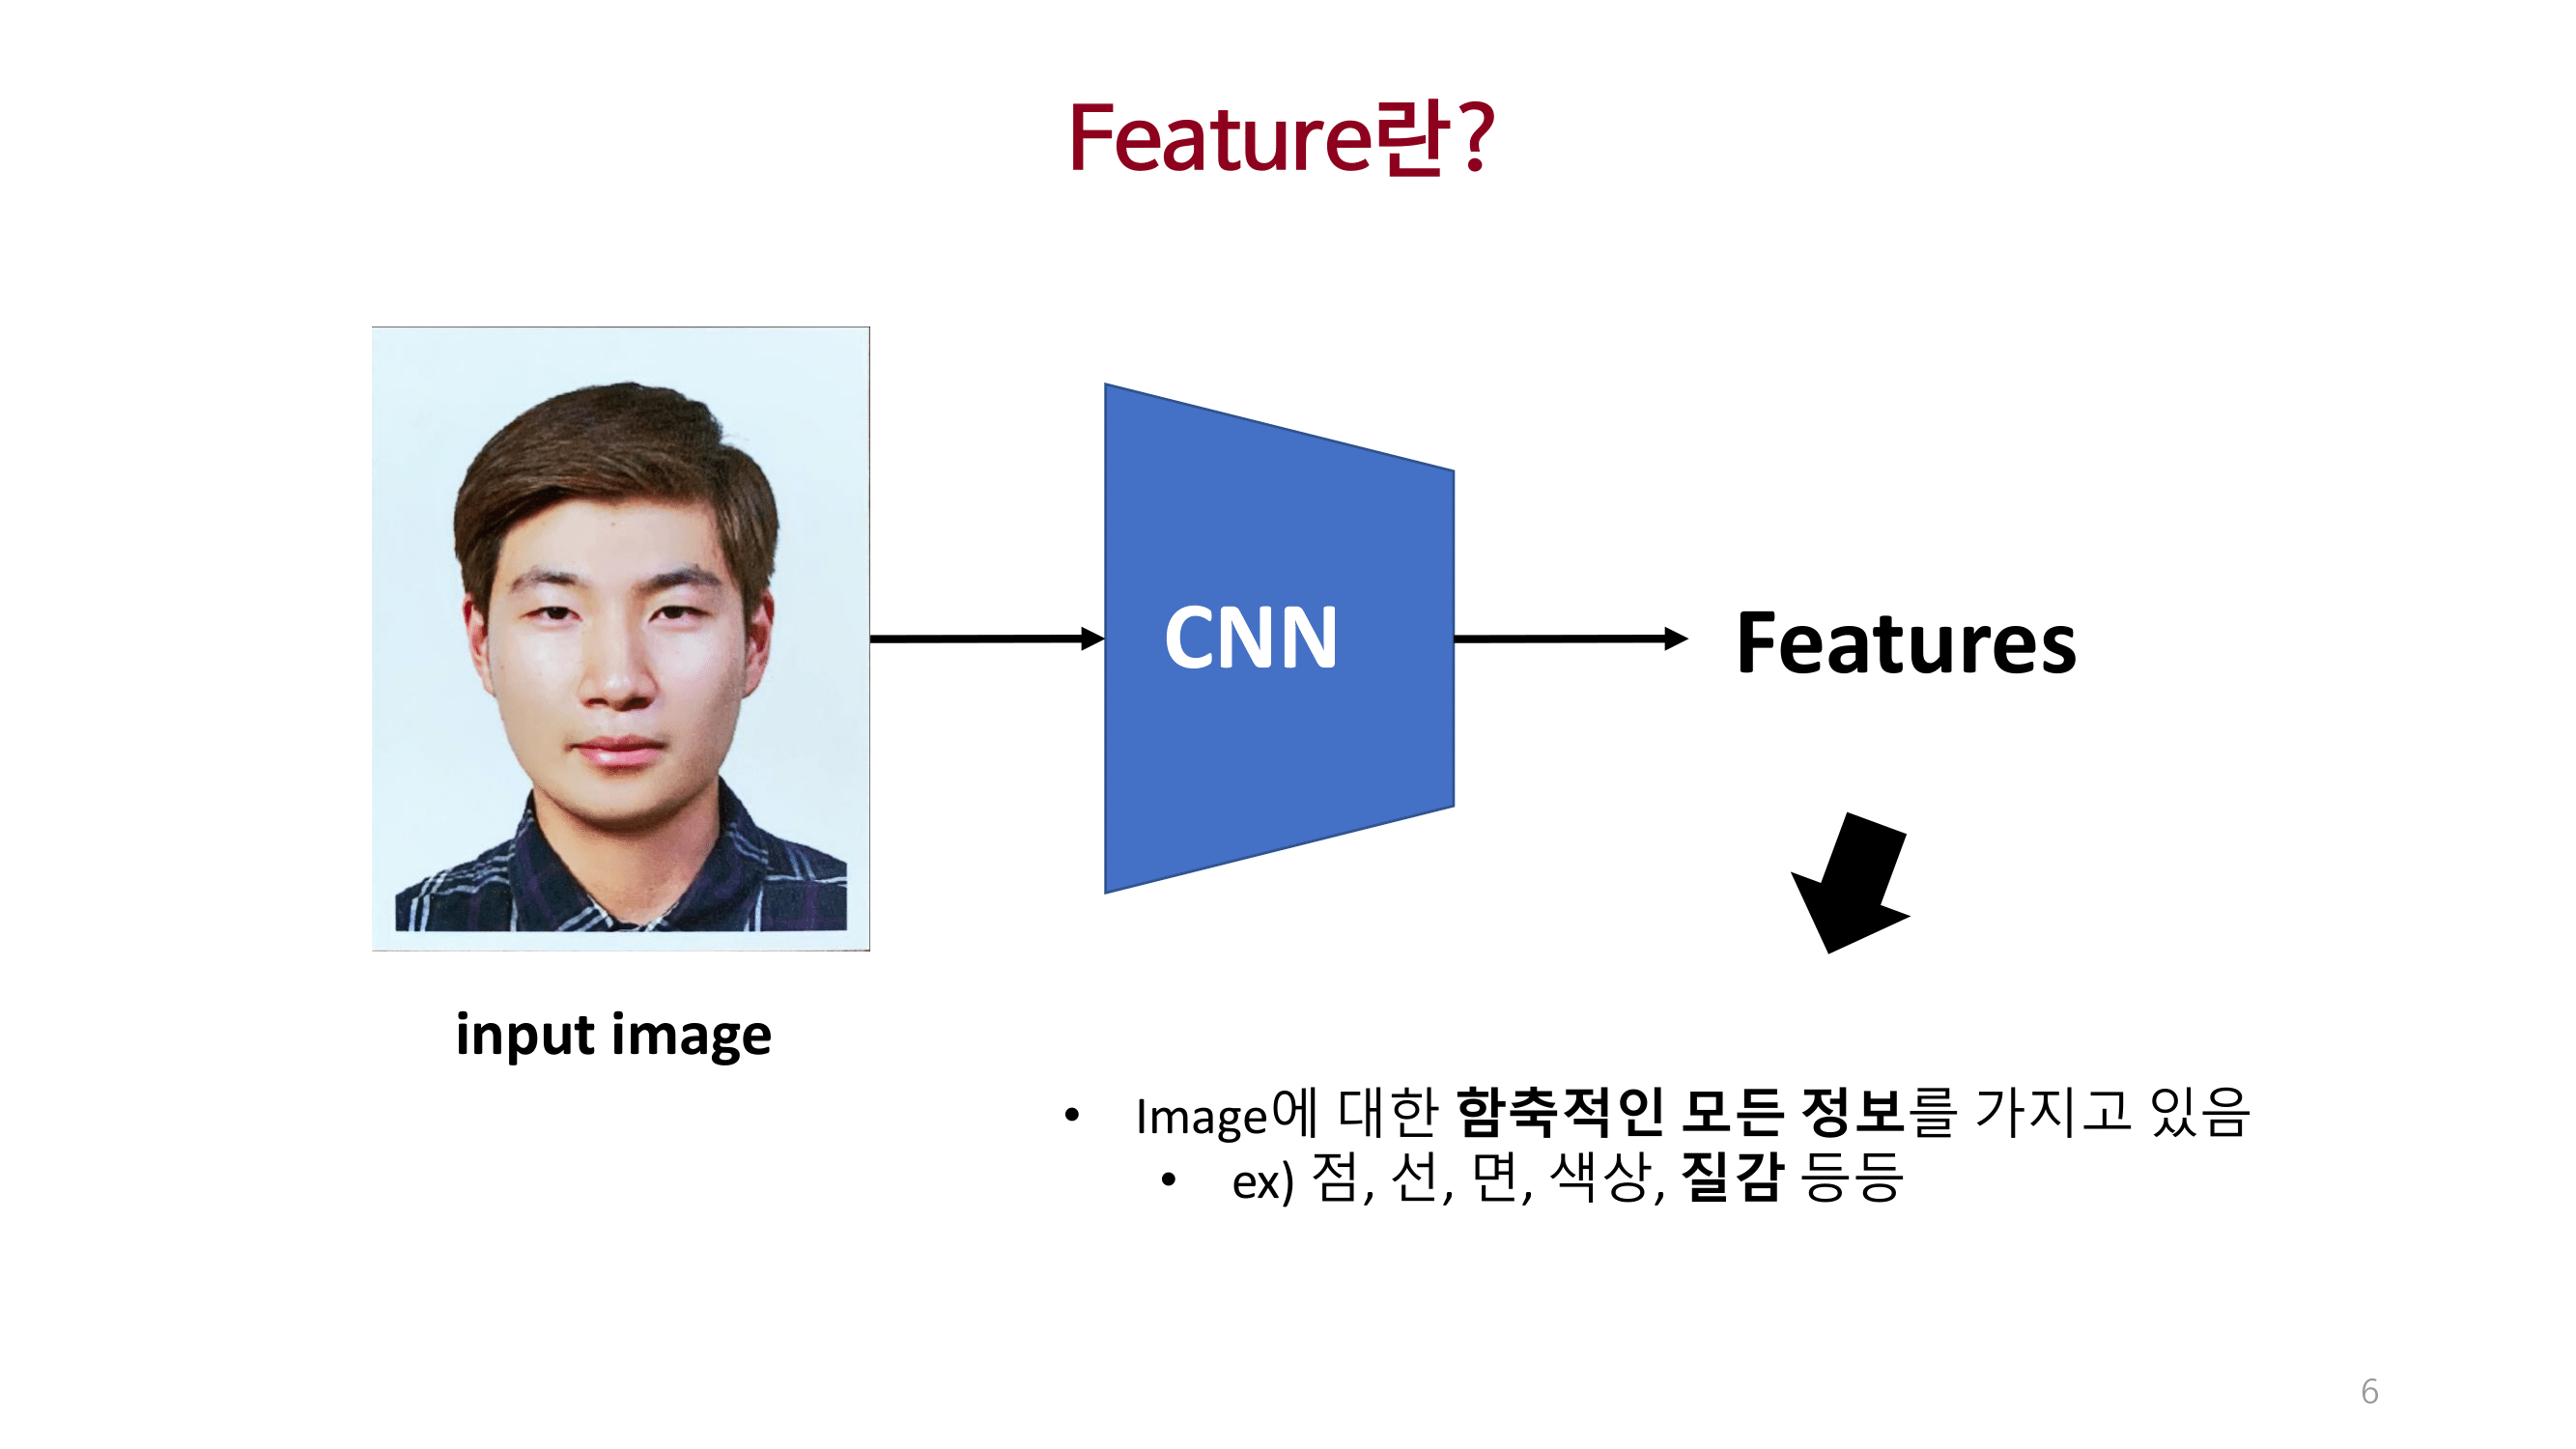 Feature란?
CNN
Features
input image
• Image에 대한 함축적인 모든 정보를 가지고 있음
• ex) 점, 선, 면, 색상, 질감 등등
6